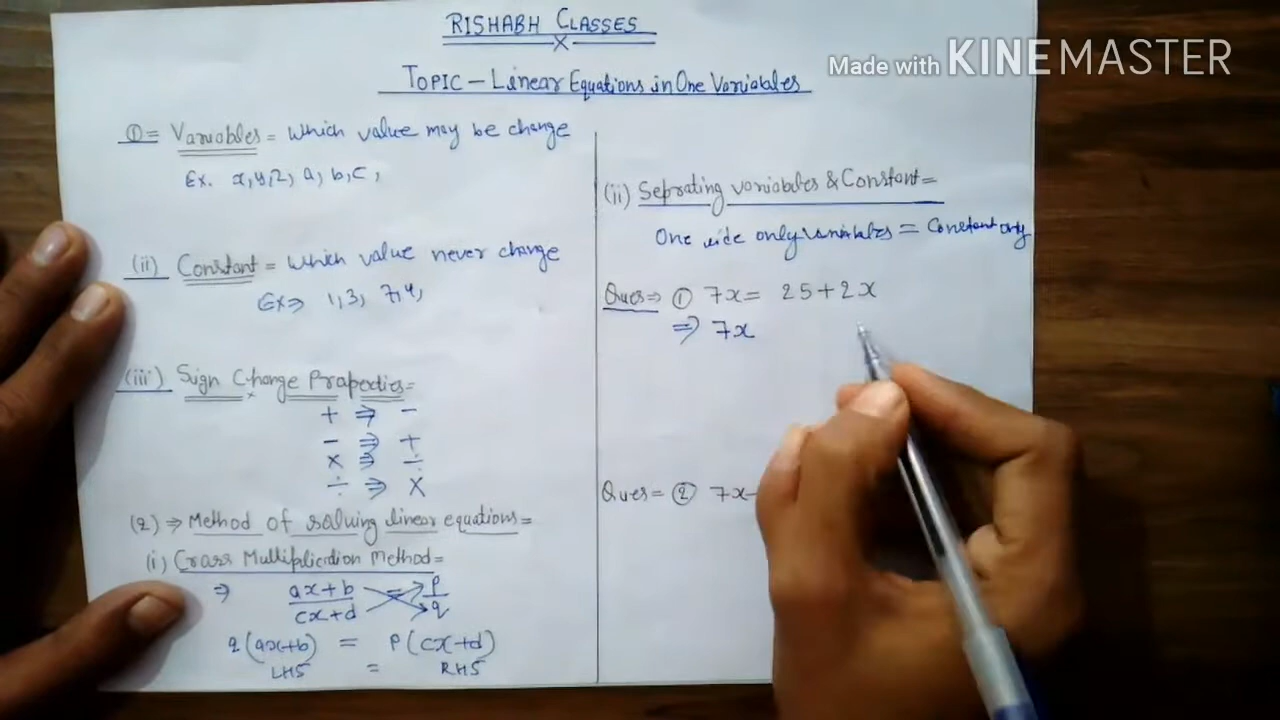 RISHABH CLASSES
Made with KINEMASTER
TOPIC – Linear Equations in One Variables
①= Variables = Which value may be change
Ex. x, y, z, a, b, c,
(ii) Constant = Which value never change
Ex⇒ 1, 3, 7, 4,
(iii) Sign Change Properties=
+ ⇒ -
- ⇒ +
× ⇒ ÷
÷ ⇒ ×
(2) ⇒ Method of solving linear equations=
(i) Cross Multiplication Method=
⇒ ax+b = p
cx+d q
q(ax+b) = p(cx+d)
LHS = RHS
(ii) Seprating variables & Constant=
One side only variables = Constant only
Ques⇒ ① 7x= 25+2x
⇒ 7x
Ques= ② 7x-